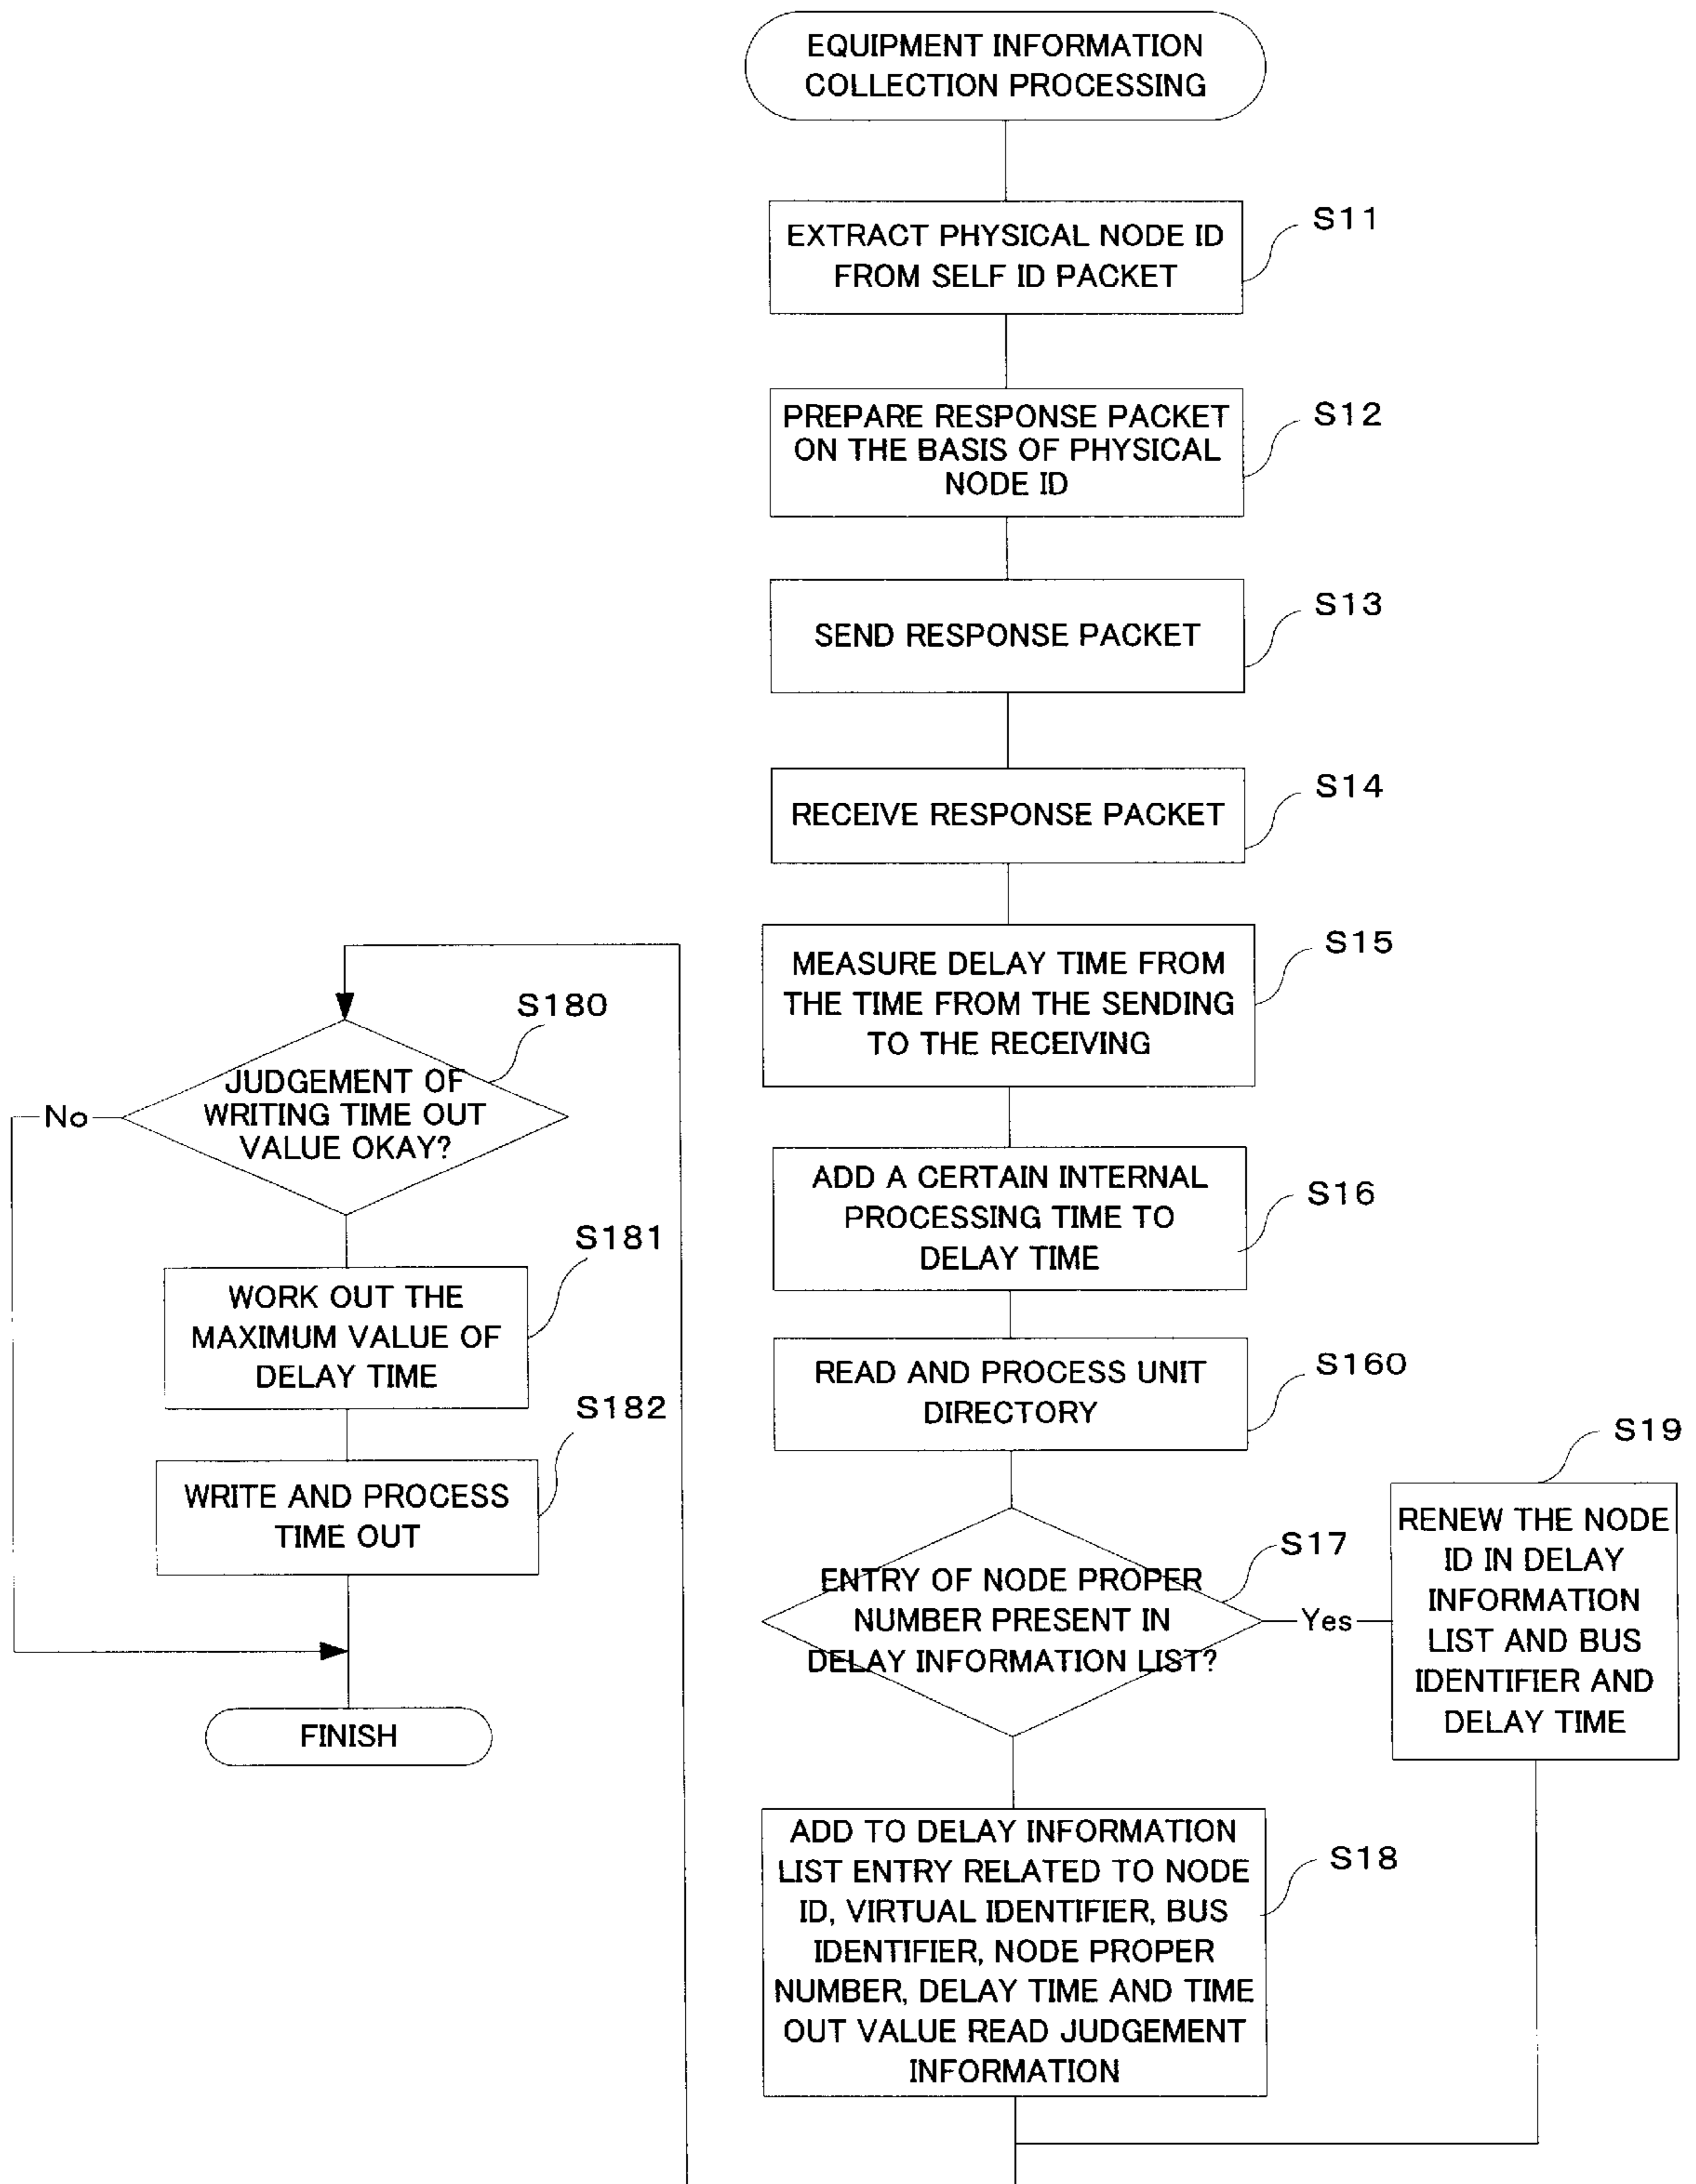 EQUIPMENT INFORMATION
COLLECTION PROCESSING
EXTRACT PHYSICAL NODE ID
FROM SELF ID PACKET
S11
PREPARE RESPONSE PACKET
ON THE BASIS OF PHYSICAL
NODE ID
S12
SEND RESPONSE PACKET
S13
RECEIVE RESPONSE PACKET
S14
MEASURE DELAY TIME FROM
THE TIME FROM THE SENDING
TO THE RECEIVING
S15
ADD A CERTAIN INTERNAL
PROCESSING TIME TO
DELAY TIME
S16
READ AND PROCESS UNIT
DIRECTORY
S160
ENTRY OF NODE PROPER
NUMBER PRESENT IN
DELAY INFORMATION LIST?
S17
Yes
RENEW THE NODE
ID IN DELAY
INFORMATION
LIST AND BUS
IDENTIFIER AND
DELAY TIME
S19
ADD TO DELAY INFORMATION
LIST ENTRY RELATED TO NODE
ID, VIRTUAL IDENTIFIER, BUS
IDENTIFIER, NODE PROPER
NUMBER, DELAY TIME AND TIME
OUT VALUE READ JUDGEMENT
INFORMATION
S18
JUDGEMENT OF
WRITING TIME OUT
VALUE OKAY?
S180
No
WORK OUT THE
MAXIMUM VALUE OF
DELAY TIME
S181
WRITE AND PROCESS
TIME OUT
S182
FINISH